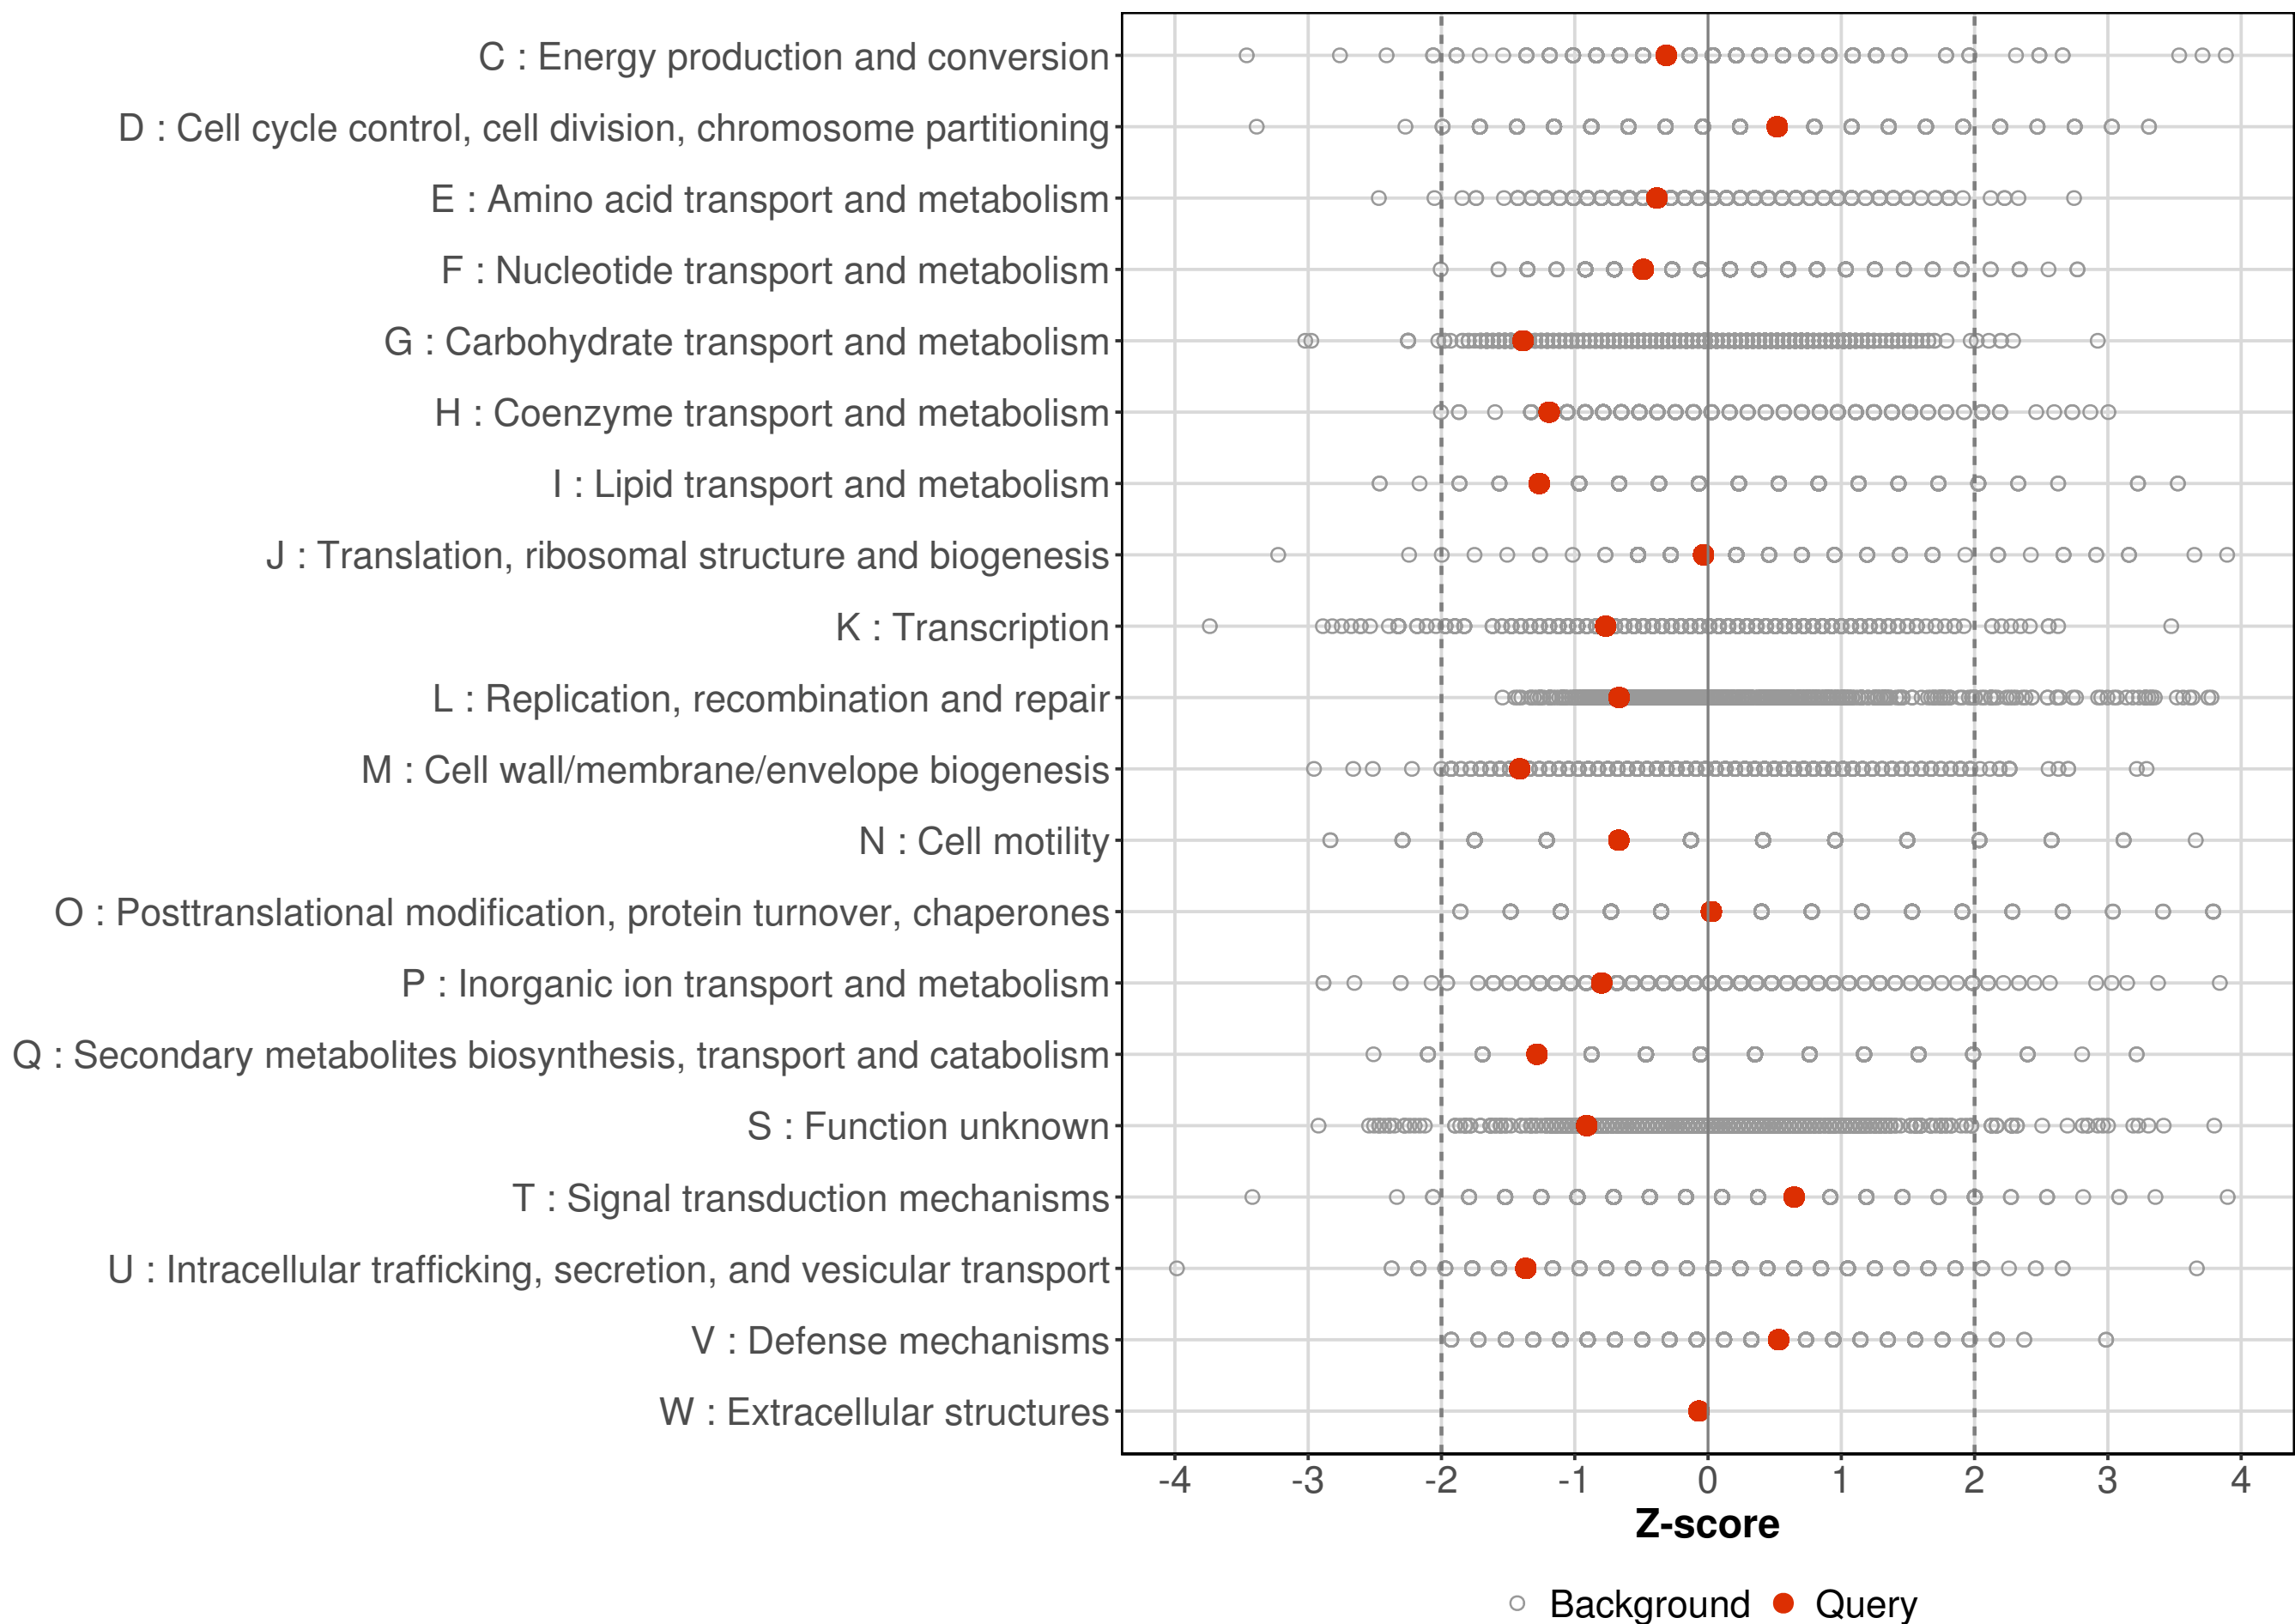 C : Energy production and conversion
D : Cell cycle control, cell division, chromosome partitioning
E : Amino acid transport and metabolism
F : Nucleotide transport and metabolism
G : Carbohydrate transport and metabolism
H : Coenzyme transport and metabolism
I : Lipid transport and metabolism
J : Translation, ribosomal structure and biogenesis
K : Transcription
L : Replication, recombination and repair
M : Cell wall/membrane/envelope biogenesis
N : Cell motility
O : Posttranslational modification, protein turnover, chaperones
P : Inorganic ion transport and metabolism
Q : Secondary metabolites biosynthesis, transport and catabolism
S : Function unknown
T : Signal transduction mechanisms
U : Intracellular trafficking, secretion, and vesicular transport
V : Defense mechanisms
W : Extracellular structures
-4 -3 -2 -1 0 1 2 3 4
Z-score
Background Query